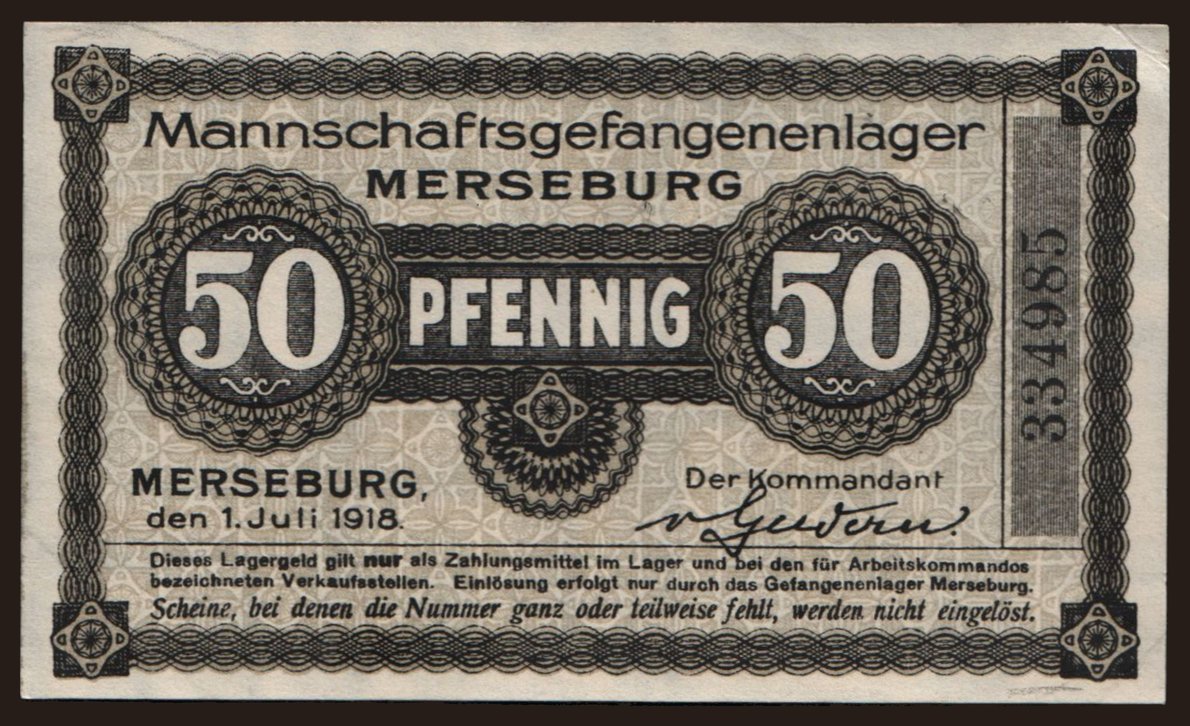 Mannschaftsgefangenenlager
MERSEBURG
50 PFENNIG 50
334985
MERSEBURG,
den 1. Juli 1918.
Der Kommandant
Dieses Lagergeld gilt nur als Zahlungsmittel im Lager und bei den für Arbeitskommandos
bezeichneten Verkaufsstellen. Einlösung erfolgt nur durch das Gefangenenlager Merseburg.
Scheine, bei denen die Nummer ganz oder teilweise fehlt, werden nicht eingelöst.